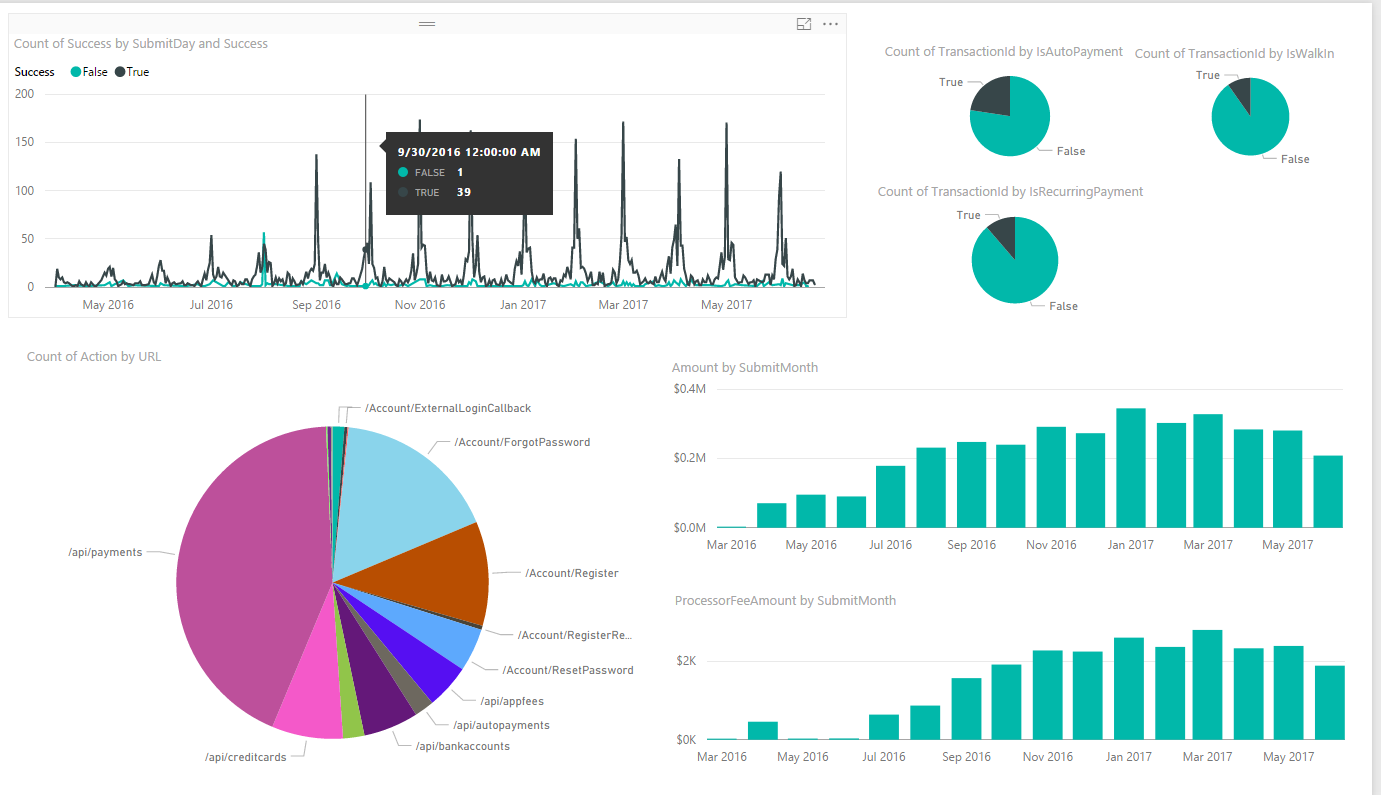 Count of Success by SubmitDay and Success
Success False True
200
150
100
50
0
May 2016 Jul 2016 Sep 2016 Nov 2016 Jan 2017 Mar 2017 May 2017
9/30/2016 12:00:00 AM
FALSE 1
TRUE 39
Count of TransactionId by IsAutoPayment
True
False
Count of TransactionId by IsWalkIn
True
False
Count of TransactionId by IsRecurringPayment
True
False
Count of Action by URL
/Account/ExternalLoginCallback
/Account/ForgotPassword
/Account/Register
/Account/RegisterRe...
/Account/ResetPassword
/api/appfees
/api/autopayments
/api/bankaccounts
/api/creditcards
/api/payments
Amount by SubmitMonth
$0.4M
$0.2M
$0.0M
Mar 2016 May 2016 Jul 2016 Sep 2016 Nov 2016 Jan 2017 Mar 2017 May 2017
ProcessorFeeAmount by SubmitMonth
$2K
$0K
Mar 2016 May 2016 Jul 2016 Sep 2016 Nov 2016 Jan 2017 Mar 2017 May 2017